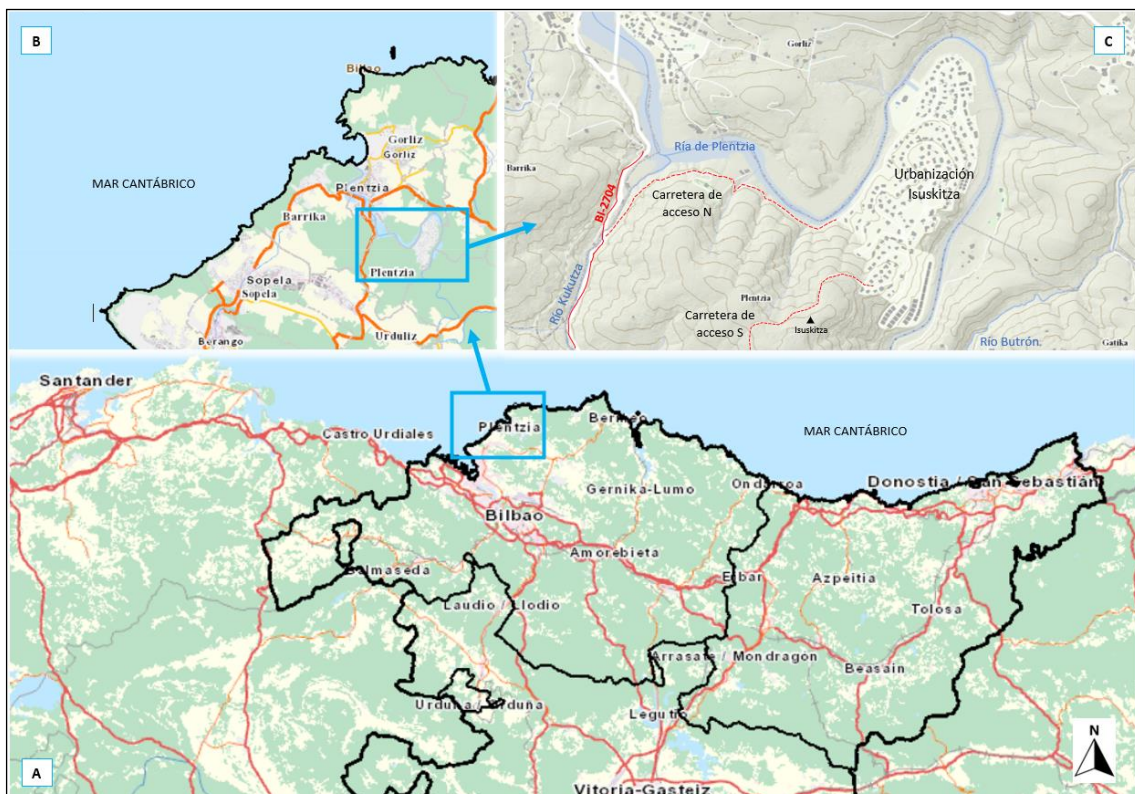 B
Bilbao
Gorliz
Gorliz
MAR CANTÁBRICO
Plentzia
Barrika
Sopela
Sopela
Plentzia
Berango
Urduliz
C
Gorliz
Barrika
Ría de Plentzia
Urbanización
Isuskitza
Carretera de
acceso N
BI-2704
Río Kukutza
Plentzia
Carretera de
acceso S
Isuskitza
Río Butrón
Gatika
Santander
Castro Urdiales
Plentzia
Bermeo
MAR CANTÁBRICO
Gernika-Lumo
Ondarroa
Donostia / San Sebastián
Bilbao
Amorebieta
Balmaseda
Eibar
Azpeitia
Laudio / Llodio
Tolosa
Arrasate / Mondragón
Beasain
Urduña / Orduña
Legutio
N
A
Vitoria-Gasteiz